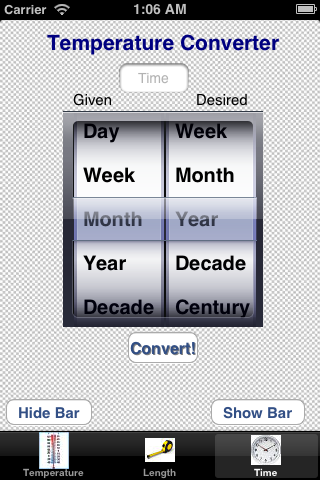 Carrier 1:06 AM
Temperature Converter
Time
Given Desired
Day Week
Week Month
Month Year
Year Decade
Decade Century
Convert!
Hide Bar Show Bar
Temperature Length Time